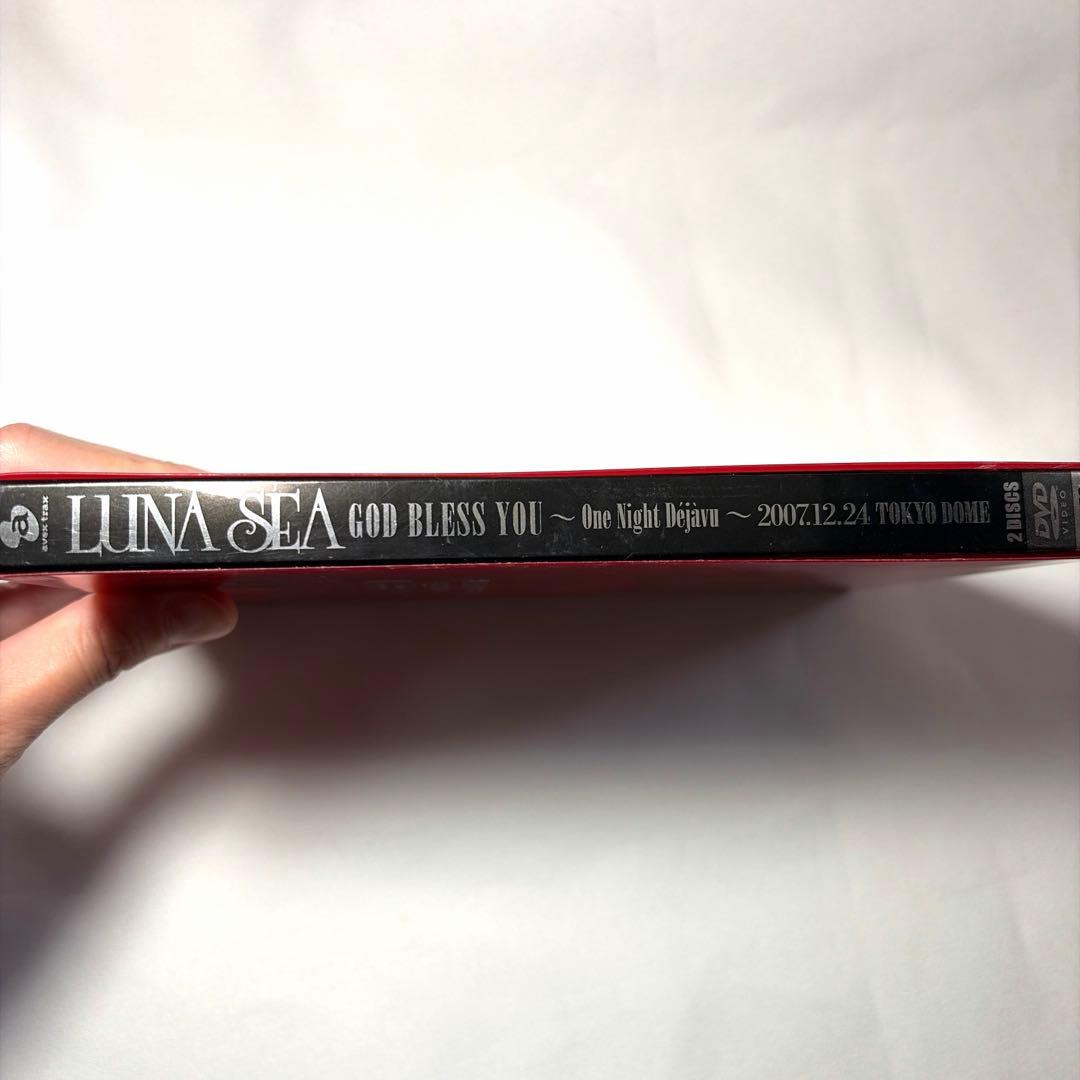 a
avex trax
LUNA SEA GOD BLESS YOU ～ One Night Déjàvu ～ 2007.12.24 TOKYO DOME
2 DISCS
DVD
VIDEO